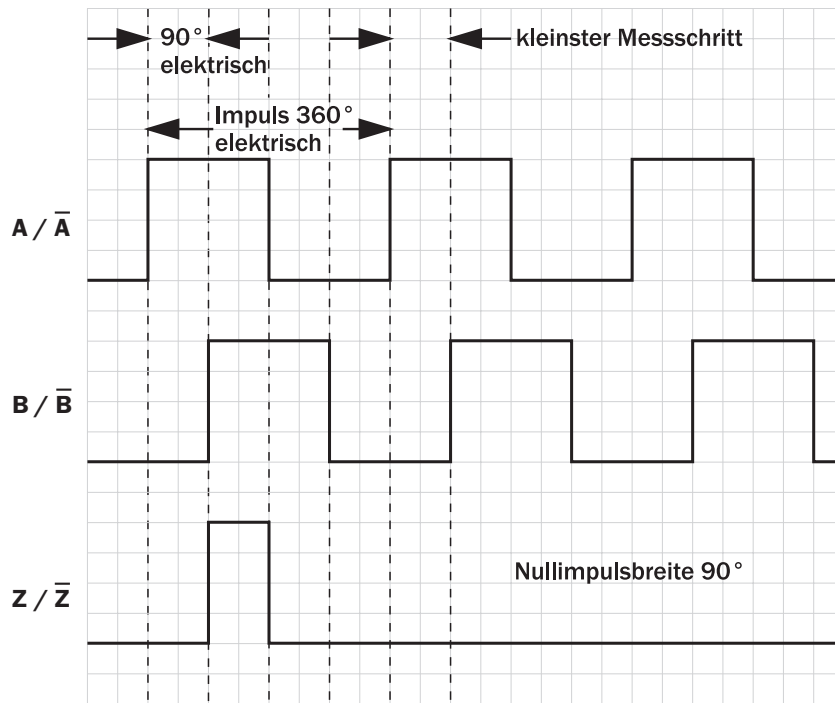 90° kleinster Messschritt
elektrisch
Impuls 360°
elektrisch
A / A̅
B / B̅
Nullimpulsbreite 90°
Z / Z̅